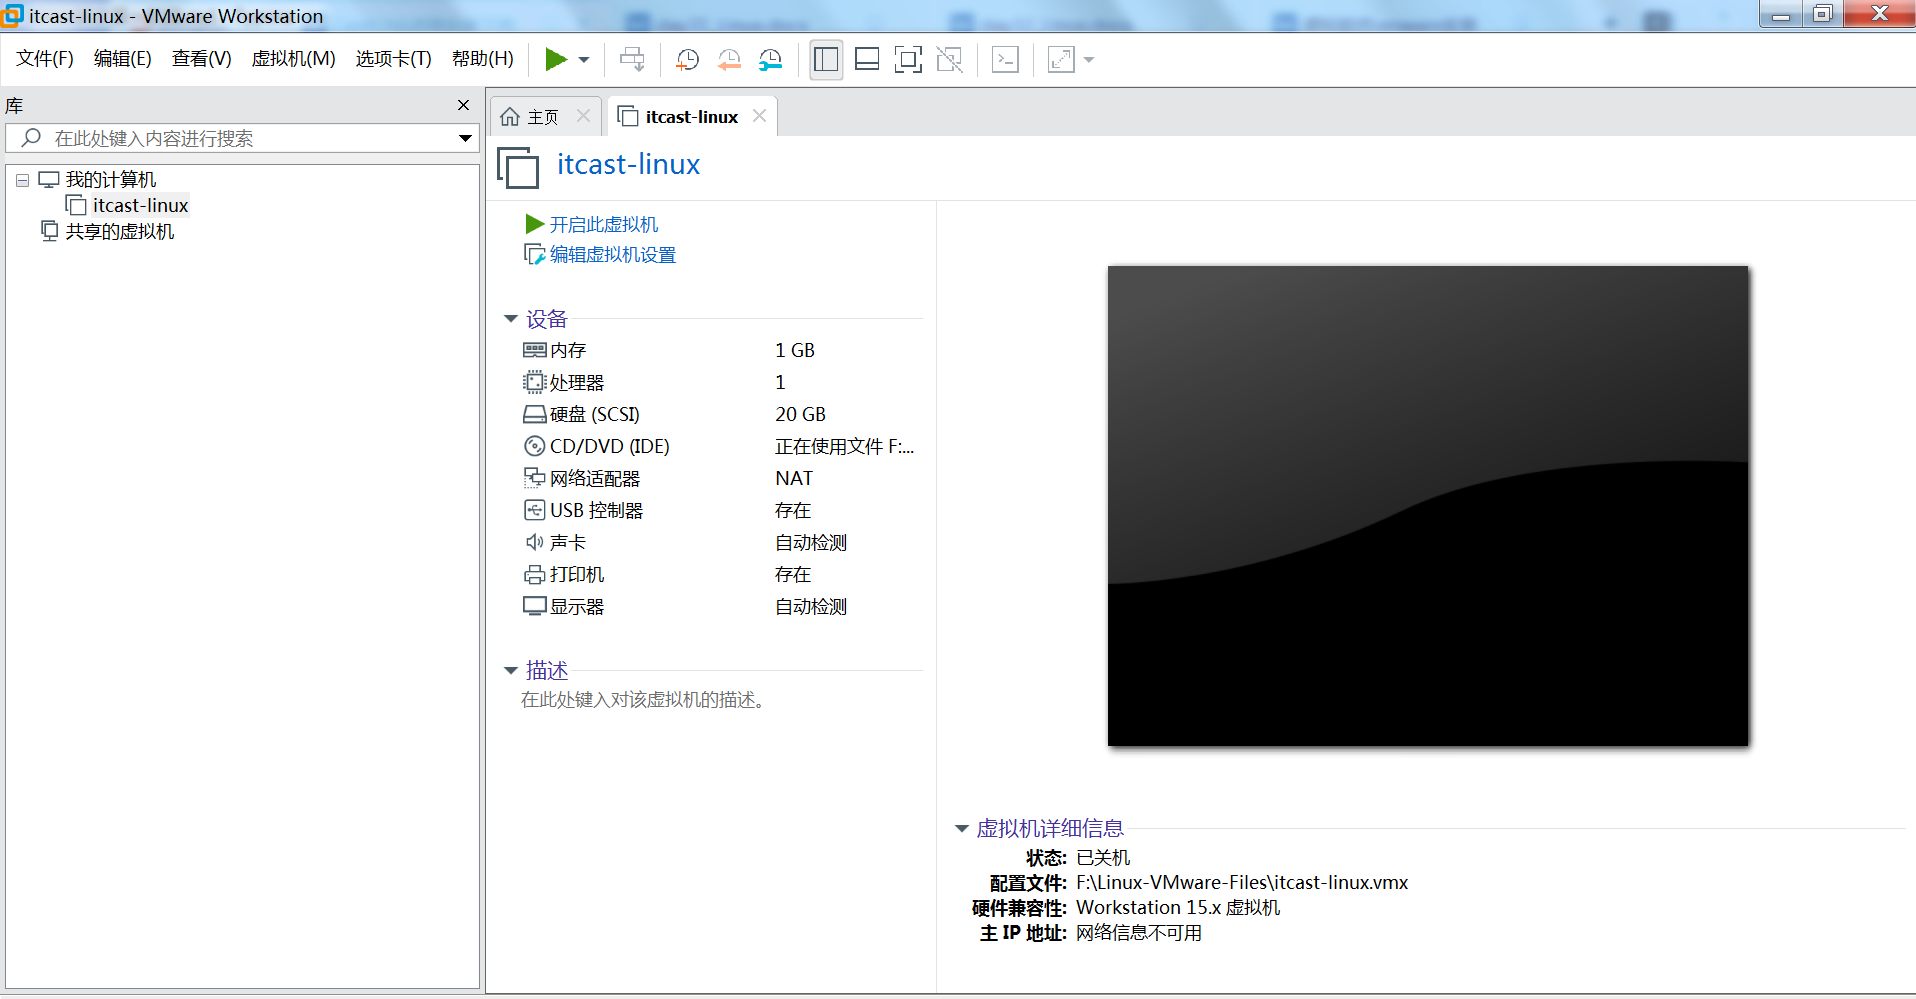 itcast-linux - VMware Workstation
文件(F) 编辑(E) 查看(V) 虚拟机(M) 选项卡(T) 帮助(H)
库
在此处键入内容进行搜索
我的计算机
itcast-linux
共享的虚拟机
主页
itcast-linux
itcast-linux
开启此虚拟机
编辑虚拟机设置
设备
内存 1 GB
处理器 1
硬盘 (SCSI) 20 GB
CD/DVD (IDE) 正在使用文件 F:...
网络适配器 NAT
USB 控制器 存在
声卡 自动检测
打印机 存在
显示器 自动检测
描述
在此处键入对该虚拟机的描述。
虚拟机详细信息
状态: 已关机
配置文件: F:\Linux-VMware-Files\itcast-linux.vmx
硬件兼容性: Workstation 15.x 虚拟机
主 IP 地址: 网络信息不可用